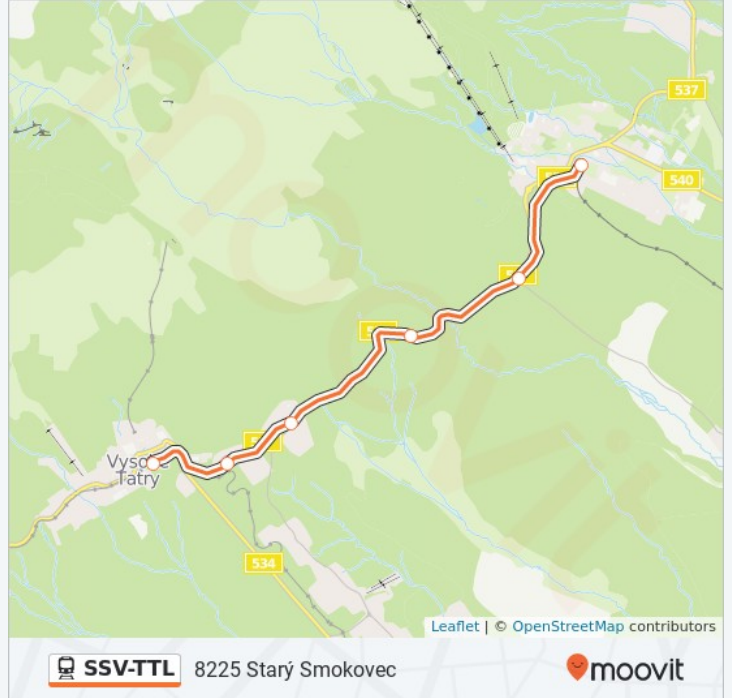 537
540
Vysoké
Tatry
534
Leaflet | © OpenStreetMap contributors
SSV-TTL 8225 Starý Smokovec moovit